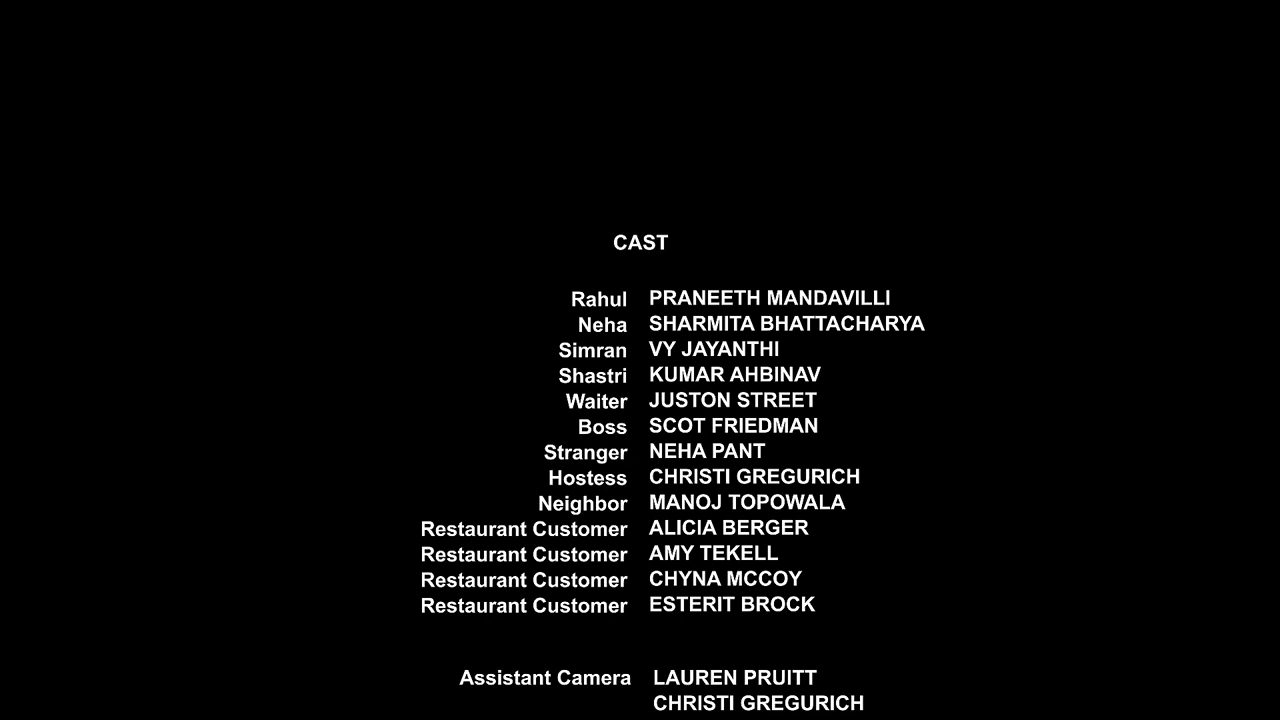 CAST
Rahul PRANEETH MANDAVILLI
Neha SHARMITA BHATTACHARYA
Simran VY JAYANTHI
Shastri KUMAR AHBINAV
Waiter JUSTON STREET
Boss SCOT FRIEDMAN
Stranger NEHA PANT
Hostess CHRISTI GREGURICH
Neighbor MANOJ TOPOWALA
Restaurant Customer ALICIA BERGER
Restaurant Customer AMY TEKELL
Restaurant Customer CHYNA MCCOY
Restaurant Customer ESTERIT BROCK
Assistant Camera LAUREN PRUITT
CHRISTI GREGURICH